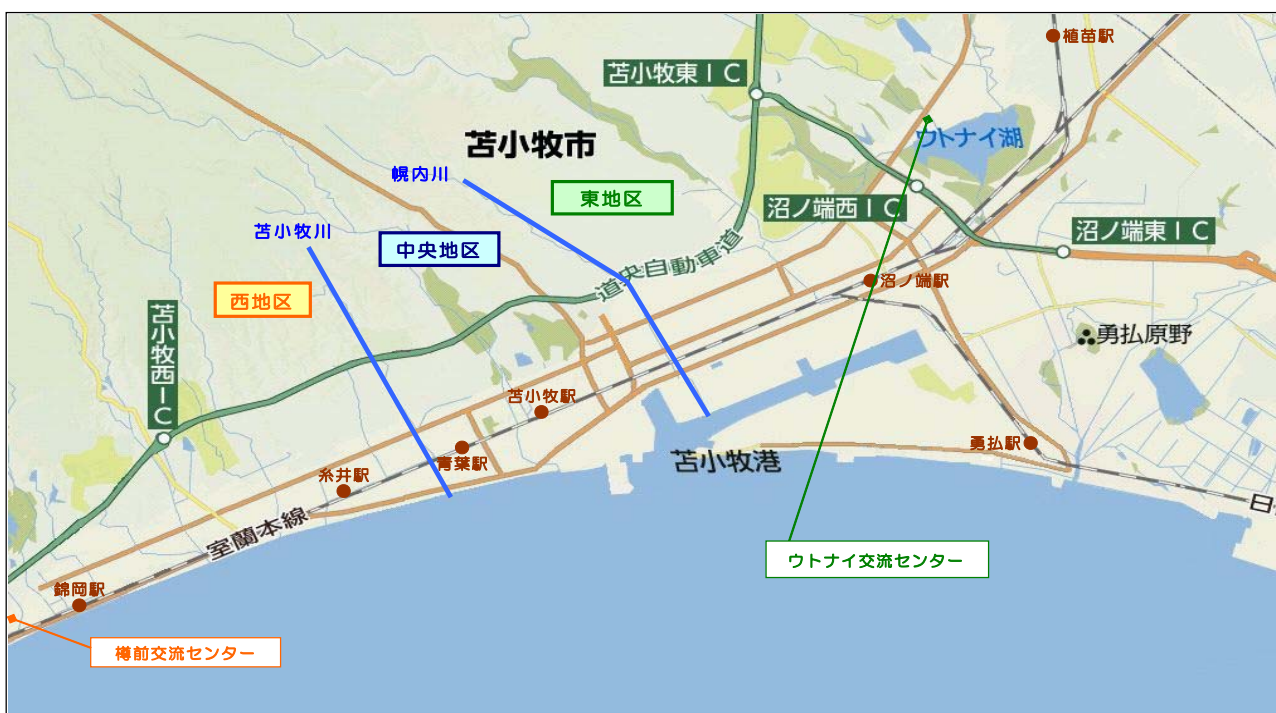 植苗駅
苫小牧東IC
ウトナイ湖
苫小牧市
幌内川
東地区
沼ノ端西IC
苫小牧川
中央地区
沼ノ端東IC
道央自動車道
沼ノ端駅
西地区
苫小牧西IC
勇払原野
苫小牧駅
青葉駅
勇払駅
苫小牧港
糸井駅
室蘭本線
日
ウトナイ交流センター
錦岡駅
樽前交流センター